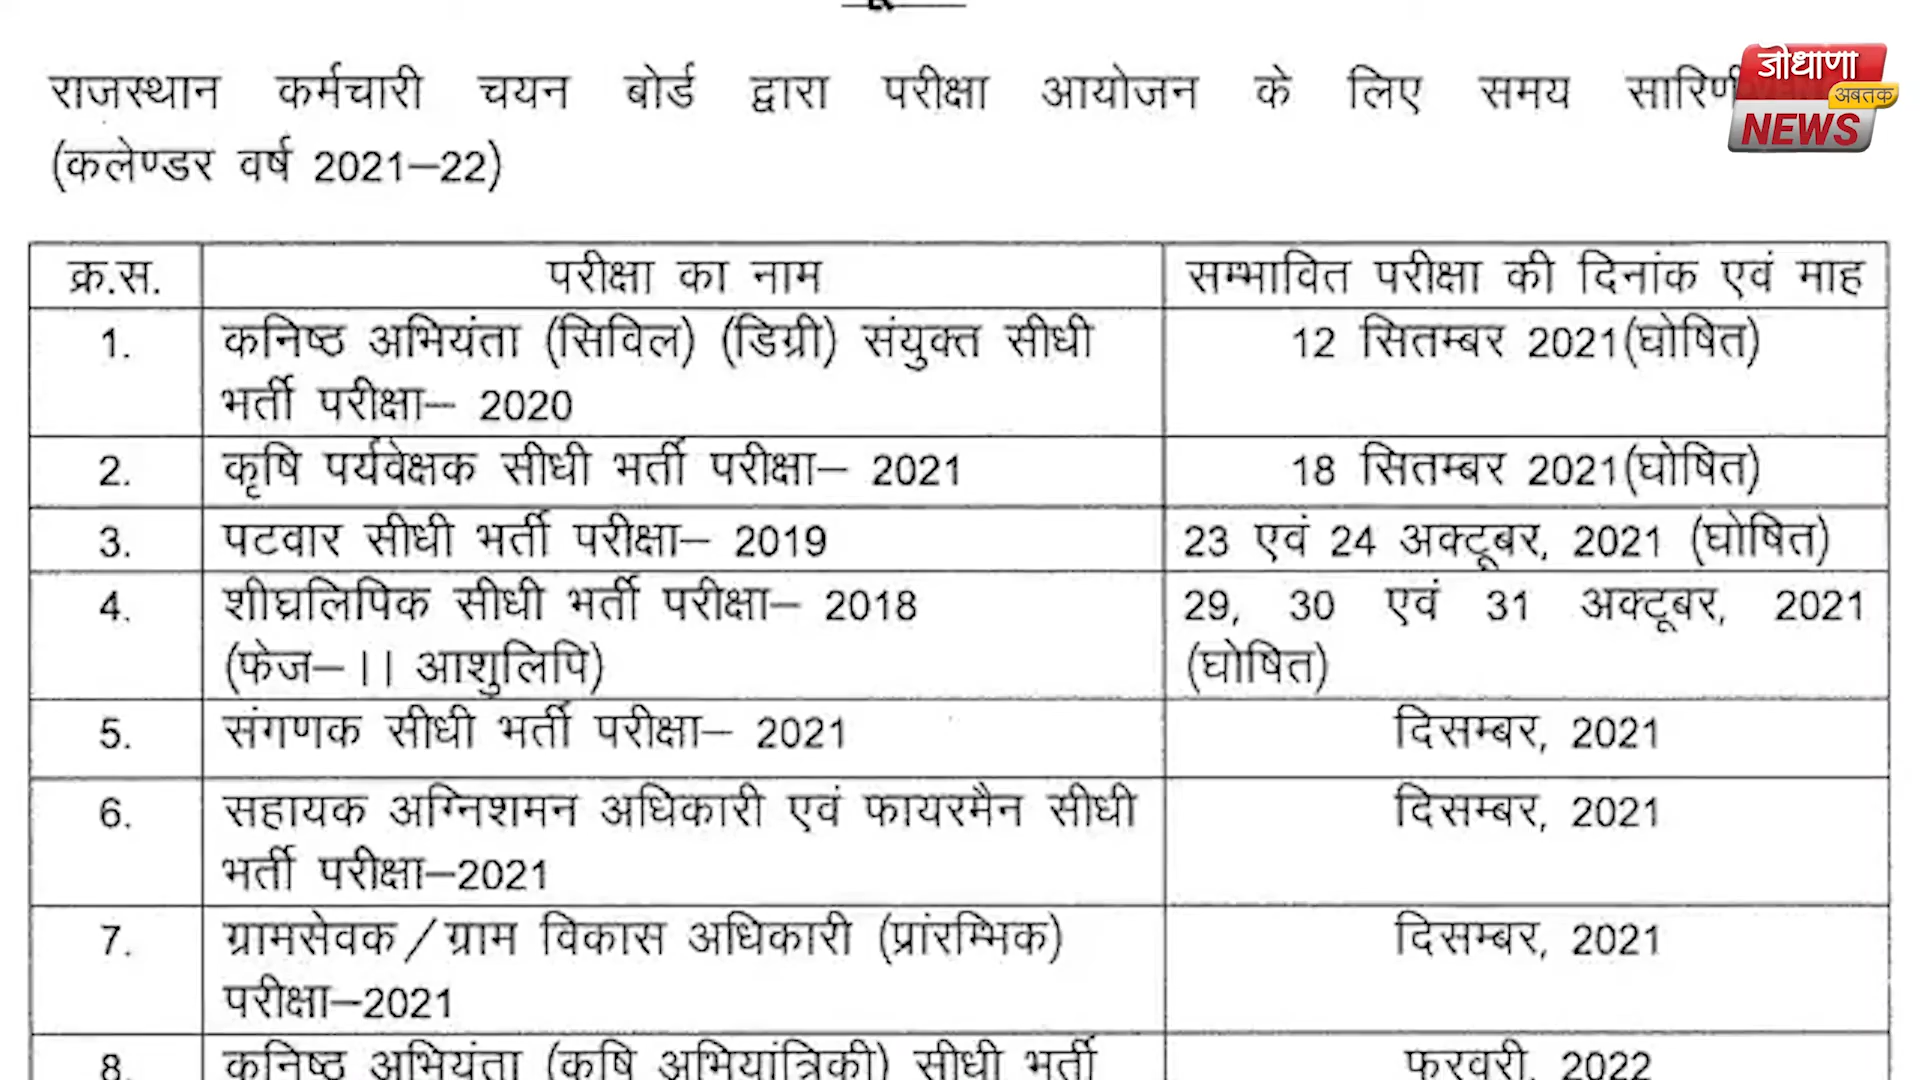 राजस्थान कर्मचारी चयन बोर्ड द्वारा परीक्षा आयोजन के लिए समय सारिणी
(कलेण्डर वर्ष 2021–22)
जोधाणा
अबतक
NEWS
क्र.स. परीक्षा का नाम सम्भावित परीक्षा की दिनांक एवं माह
1. कनिष्ठ अभियंता (सिविल) (डिग्री) संयुक्त सीधी 12 सितम्बर 2021(घोषित)
भर्ती परीक्षा– 2020
2. कृषि पर्यवेक्षक सीधी भर्ती परीक्षा– 2021 18 सितम्बर 2021(घोषित)
3. पटवार सीधी भर्ती परीक्षा– 2019 23 एवं 24 अक्टूबर, 2021 (घोषित)
4. शीघ्रलिपिक सीधी भर्ती परीक्षा– 2018 29, 30 एवं 31 अक्टूबर, 2021
(फेज–।। आशुलिपि) (घोषित)
5. संगणक सीधी भर्ती परीक्षा– 2021 दिसम्बर, 2021
6. सहायक अग्निशमन अधिकारी एवं फायरमैन सीधी दिसम्बर, 2021
भर्ती परीक्षा–2021
7. ग्रामसेवक/ग्राम विकास अधिकारी (प्रांरम्भिक) दिसम्बर, 2021
परीक्षा–2021
8. कनिष्ठ अभियंता (कृषि अभियांत्रिकी) सीधी भर्ती फरवरी, 2022